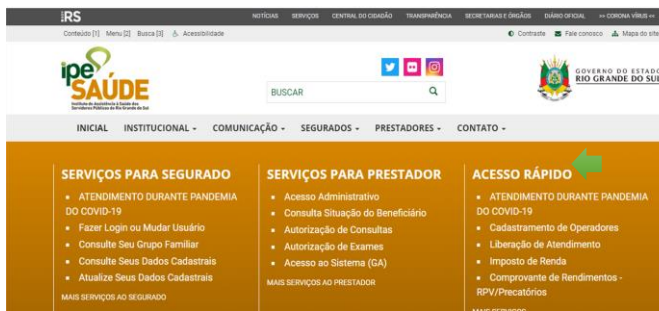 RS
NOTÍCIAS SERVIÇOS CENTRAL DO CIDADÃO TRANSPARÊNCIA SECRETARIAS E ÓRGÃOS DIÁRIO OFICIAL »» CORONA VÍRUS ««
Conteúdo [1] Menu [2] Busca [3] Acessibilidade
Contraste Fale conosco Mapa do site
ipe
SAÚDE
Instituto de Assistência à Saúde dos
Servidores Públicos do Rio Grande do Sul
BUSCAR
GOVERNO DO ESTADO
RIO GRANDE DO SUL
INICIAL INSTITUCIONAL COMUNICAÇÃO SEGURADOS PRESTADORES CONTATO
SERVIÇOS PARA SEGURADO
ATENDIMENTO DURANTE PANDEMIA
DO COVID-19
Fazer Login ou Mudar Usuário
Consulte Seu Grupo Familiar
Consulte Seus Dados Cadastrais
Atualize Seus Dados Cadastrais
MAIS SERVIÇOS AO SEGURADO
SERVIÇOS PARA PRESTADOR
Acesso Administrativo
Consulta Situação do Beneficiário
Autorização de Consultas
Autorização de Exames
Acesso ao Sistema (GA)
MAIS SERVIÇOS AO PRESTADOR
ACESSO RÁPIDO
ATENDIMENTO DURANTE PANDEMIA
DO COVID-19
Cadastramento de Operadores
Liberação de Atendimento
Imposto de Renda
Comprovante de Rendimentos -
RPV/Precatórios
MAIS SERVIÇOS